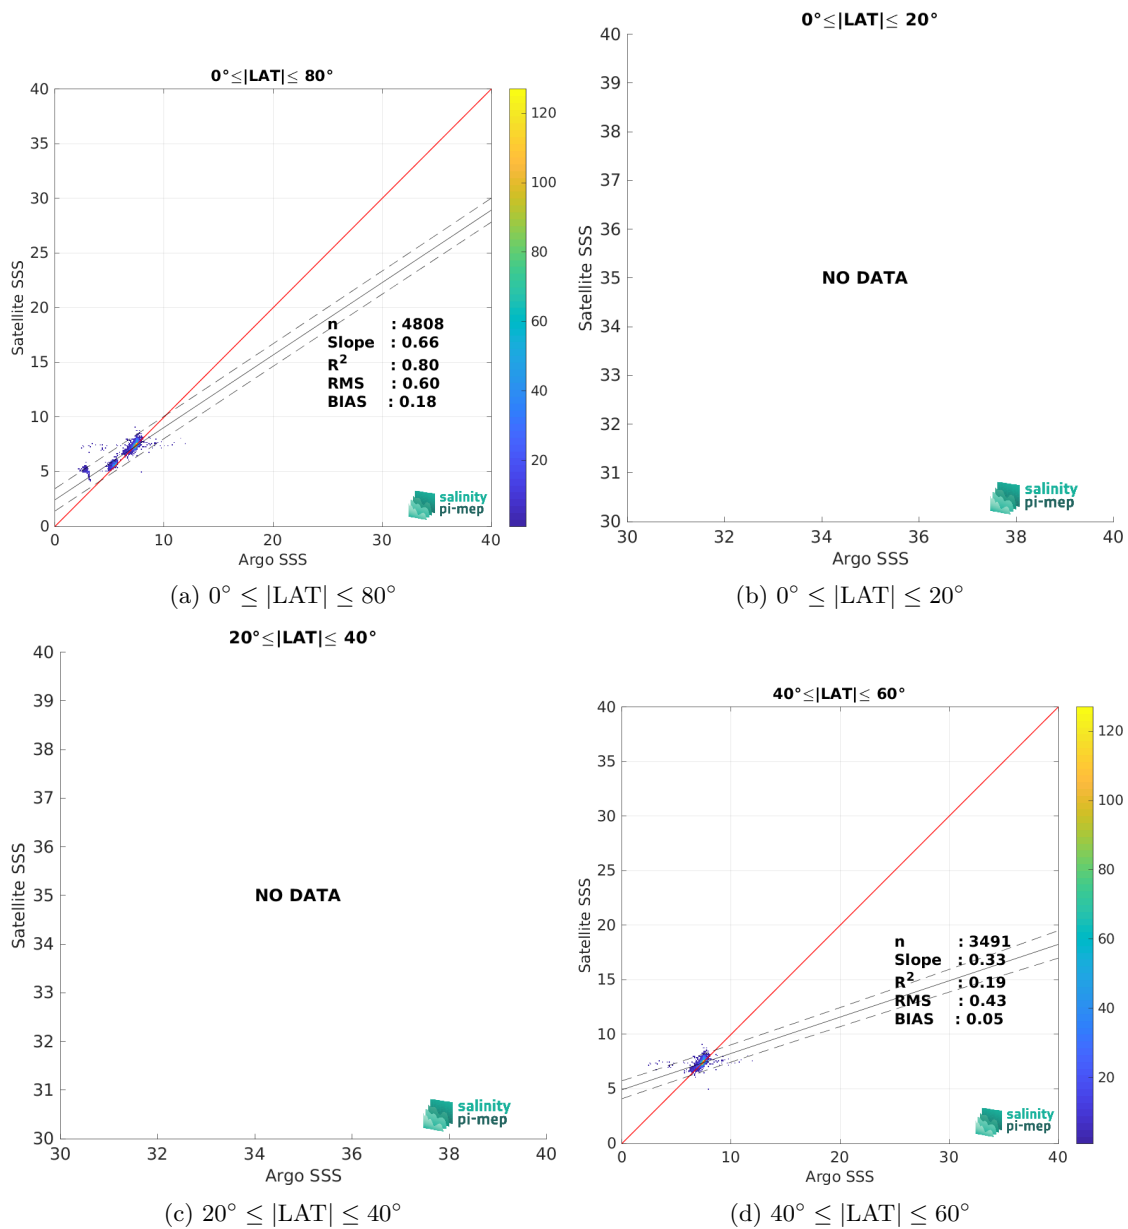 0°≤|LAT|≤ 80°
40
35
30
25
20
15
10
5
0
Satellite SSS
0
10
20
30
40
Argo SSS
120
100
80
60
40
20
n : 4808
Slope : 0.66
R² : 0.80
RMS : 0.60
BIAS : 0.18
salinity
pi-mep
(a) 0° ≤ |LAT| ≤ 80°
0°≤|LAT|≤ 20°
40
39
38
37
36
35
34
33
32
31
30
Satellite SSS
NO DATA
salinity
pi-mep
30
32
34
36
38
40
Argo SSS
(b) 0° ≤ |LAT| ≤ 20°
20°≤|LAT|≤ 40°
40
39
38
37
36
35
34
33
32
31
30
Satellite SSS
NO DATA
salinity
pi-mep
30
32
34
36
38
40
Argo SSS
(c) 20° ≤ |LAT| ≤ 40°
40°≤|LAT|≤ 60°
40
35
30
25
20
15
10
5
0
Satellite SSS
0
10
20
30
40
Argo SSS
120
100
80
60
40
20
n : 3491
Slope : 0.33
R² : 0.19
RMS : 0.43
BIAS : 0.05
salinity
pi-mep
(d) 40° ≤ |LAT| ≤ 60°